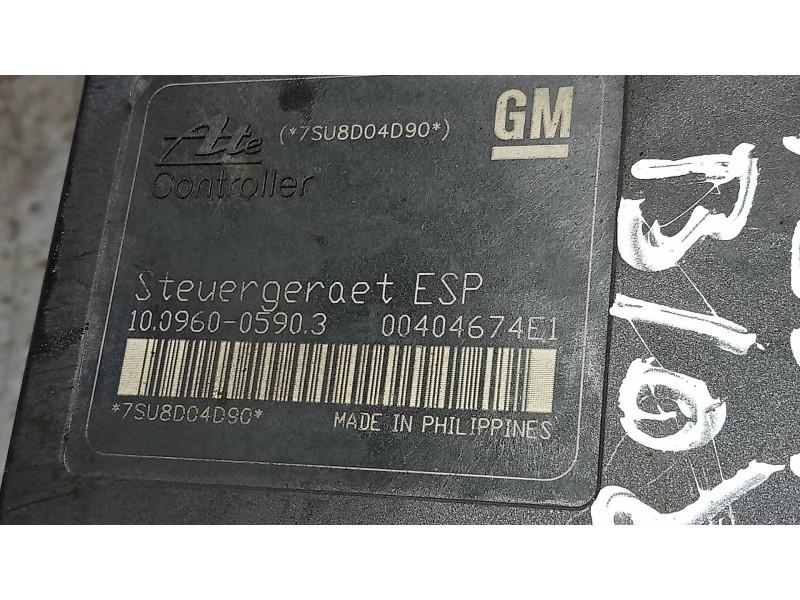 Ate (*7SU8D04D90*) GM
Controller
Steuergeraet ESP
10.0960-0590.3 00404674E1
*7SU8D04D90*
MADE IN PHILIPPINES